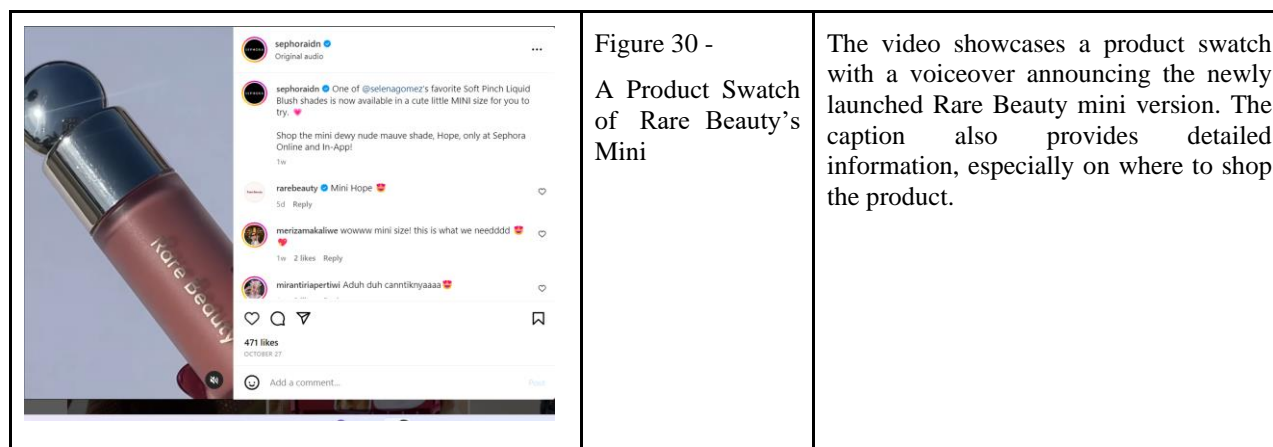 sephoraidn
Original audio
sephoraidn One of @selenagomez's favorite Soft Pinch Liquid
Blush shades is now available in a cute little MINI size for you to
try.
Shop the mini dewy nude mauve shade, Hope, only at Sephora
Online and In-App!
1w
rarebeauty Mini Hope
5d Reply
merizamakaliwe wowww mini size! this is what we needddd
1w 2 likes Reply
mirantiriapertiwi Aduh duh canntiknyaaaa
471 likes
OCTOBER 27
Add a comment...
Post
Rare Beauty
Figure 30 -
A Product Swatch
of Rare Beauty’s
Mini
The video showcases a product swatch
with a voiceover announcing the newly
launched Rare Beauty mini version. The
caption also provides detailed
information, especially on where to shop
the product.